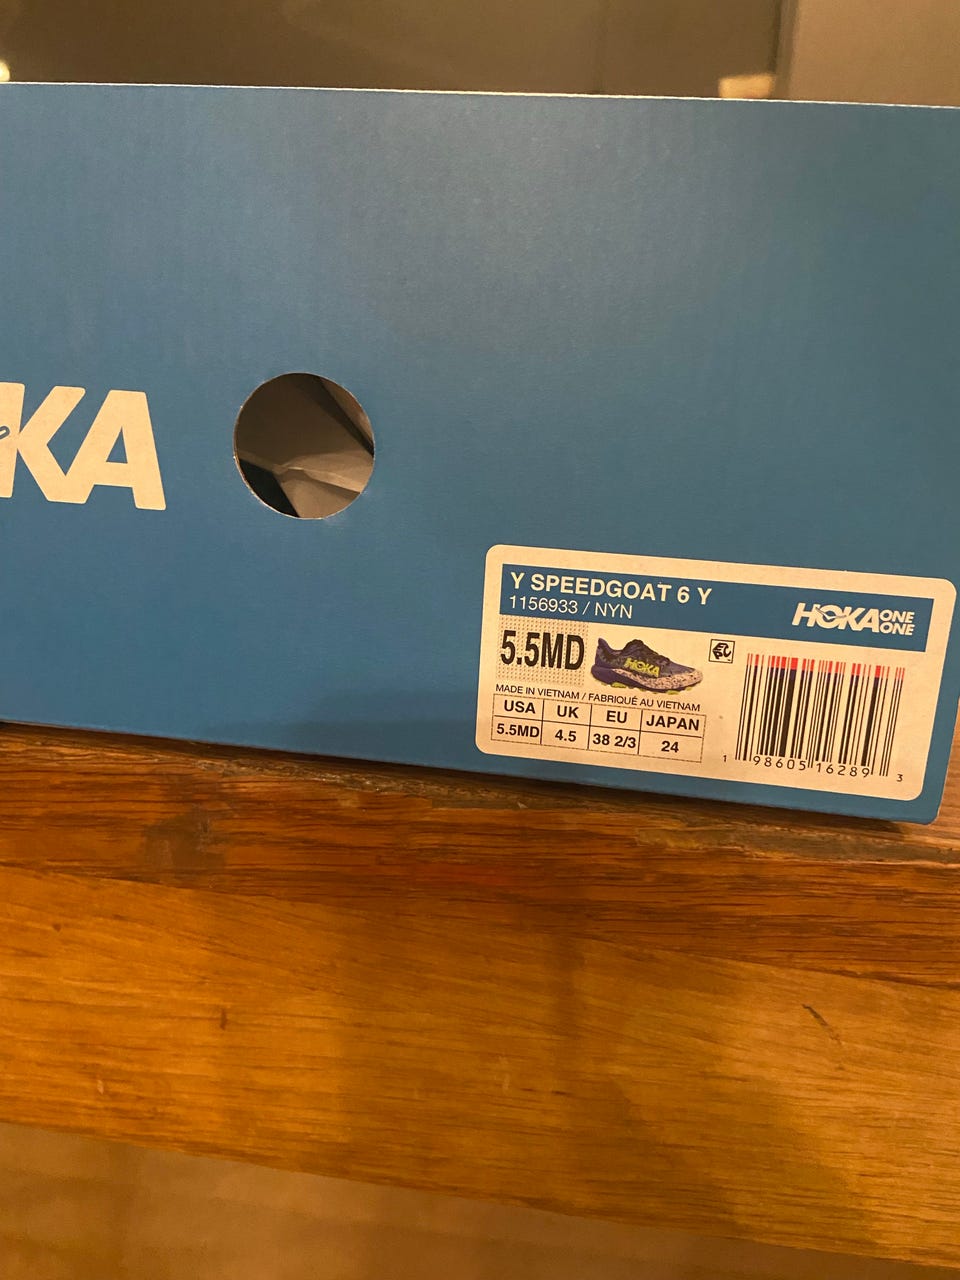 KA
Y SPEEDGOAT 6 Y
1156933 / NYN
HOKA ONE ONE
5.5MD
HOKA
MADE IN VIETNAM / FABRIQUÉ AU VIETNAM
USA UK EU JAPAN
5.5MD 4.5 38 2/3 24
1 98605 16289 3